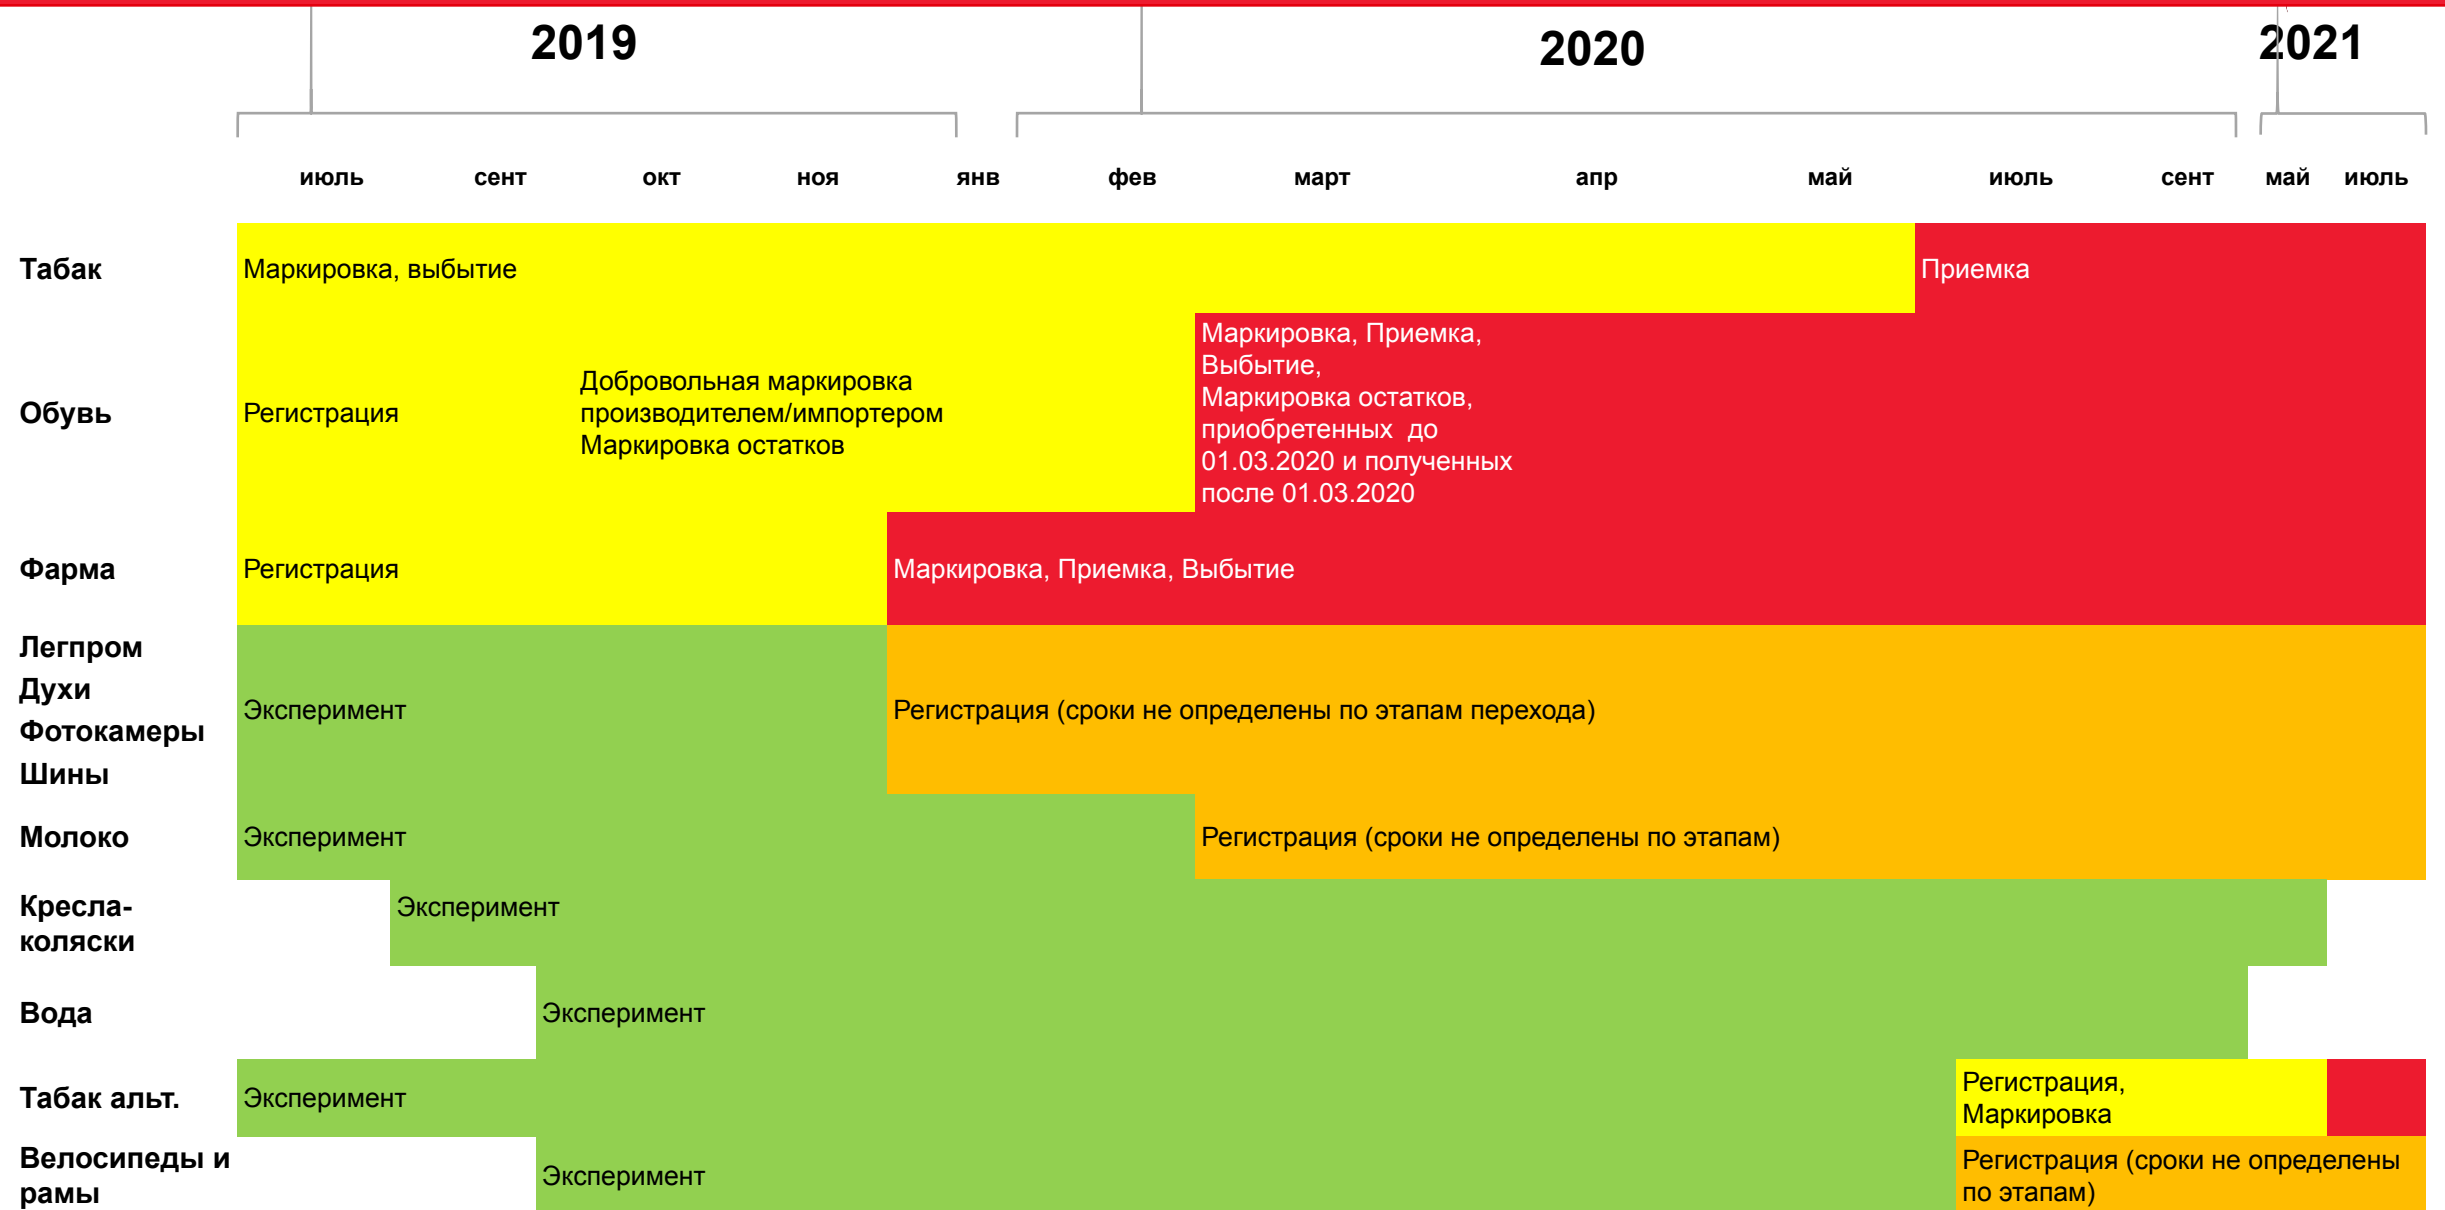 2019
2020
2021
июль сент окт ноя янв фев март апр май июль сент май июль
Табак
Маркировка, выбытие
Приемка
Обувь
Регистрация
Добровольная маркировка
производителем/импортером
Маркировка остатков
Маркировка, Приемка,
Выбытие,
Маркировка остатков,
приобретенных до
01.03.2020 и полученных
после 01.03.2020
Фарма
Регистрация
Маркировка, Приемка, Выбытие
Легпром
Духи
Фотокамеры
Шины
Эксперимент
Регистрация (сроки не определены по этапам перехода)
Молоко
Эксперимент
Регистрация (сроки не определены по этапам)
Кресла-
коляски
Эксперимент
Вода
Эксперимент
Табак альт.
Эксперимент
Регистрация,
Маркировка
Велосипеды и
рамы
Эксперимент
Регистрация (сроки не определены
по этапам)